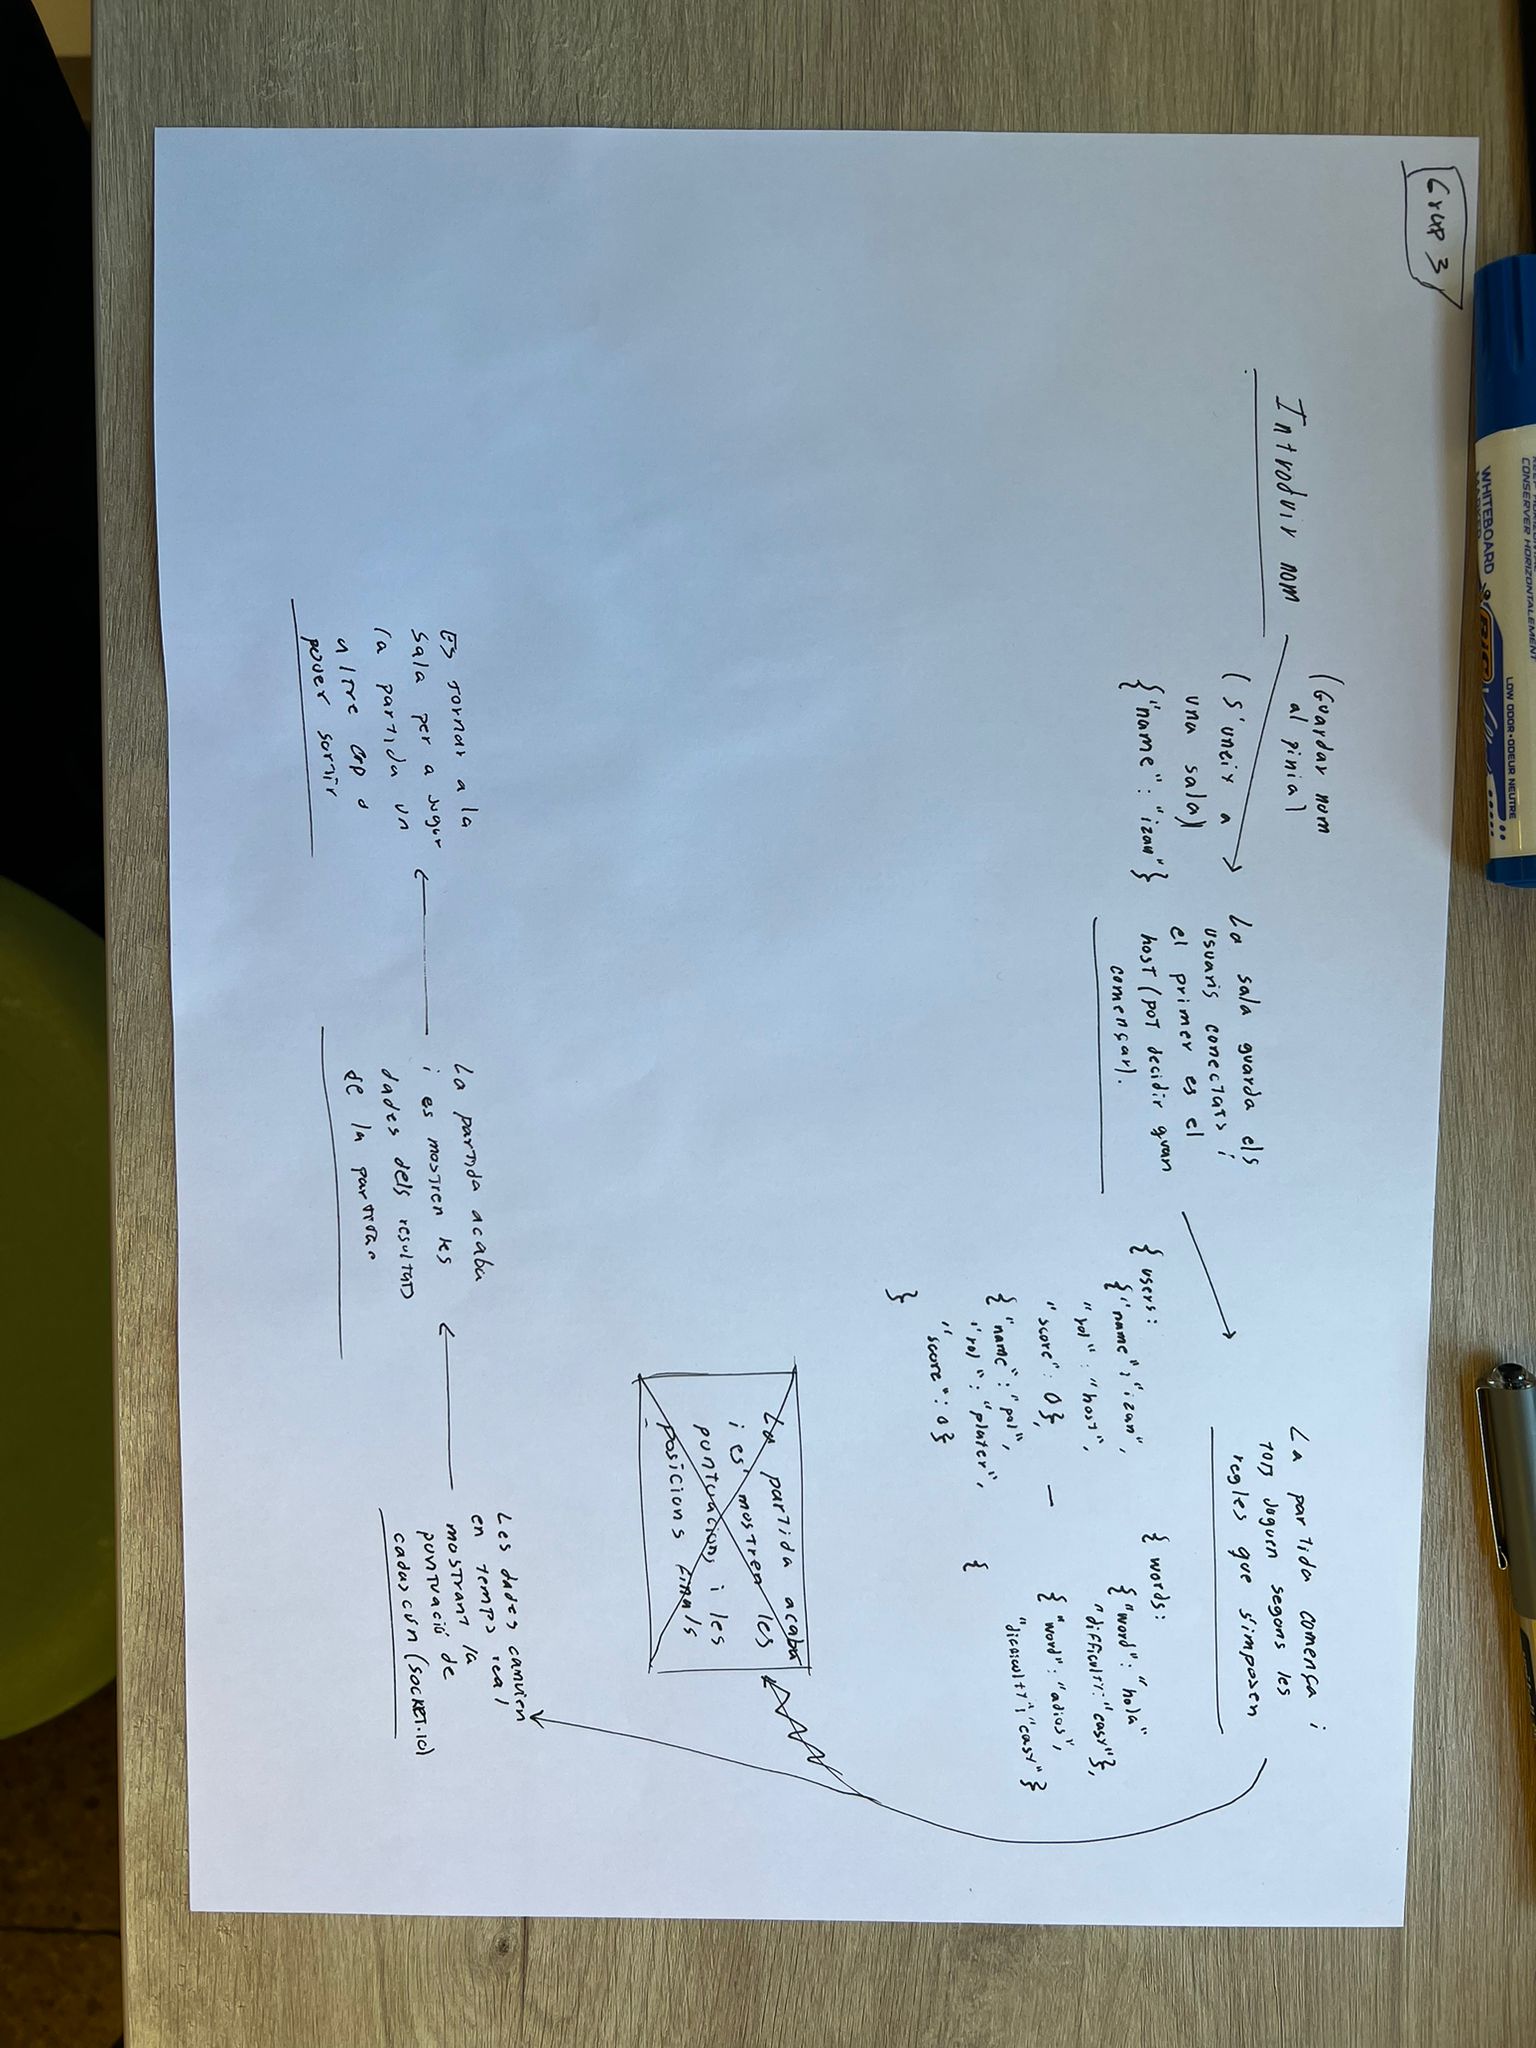 Grup 3
Introduir nom
(Guardar nom
al pinia)
(S'uneix a
una sala)
{"name": "izan"}
La sala guarda els
usuaris conectats i
el primer es el
host (pot decidir quan
començar).
{users:
{"name": "izan",
"rol": "host",
"score": 0},
{"name": "pol",
"rol": "plater",
"score": 0}
}
{words:
{"word": "hola"
"difficulty: "easy"},
{"word": "adios",
"dificulty": "easy"}
{
La partida comença i
tots joguen segons les
regles que s'imposen
La partida acaba
i es mostren les
puntuacions i les
posicions finals
Les dades canvien
en temps real
mostrant la
puntuació de
cadascún (SOCKET.IO)
La partida acaba
i es mostren les
dades dels resultats
de la partida
Es tornar a la
sala per a jugar
la partida un
altre cop o
poder sortir
WHITEBOARD
CONSERVER HORIZONTALEMENT
LOW ODOR-ODEUR NEUTRE
BIC